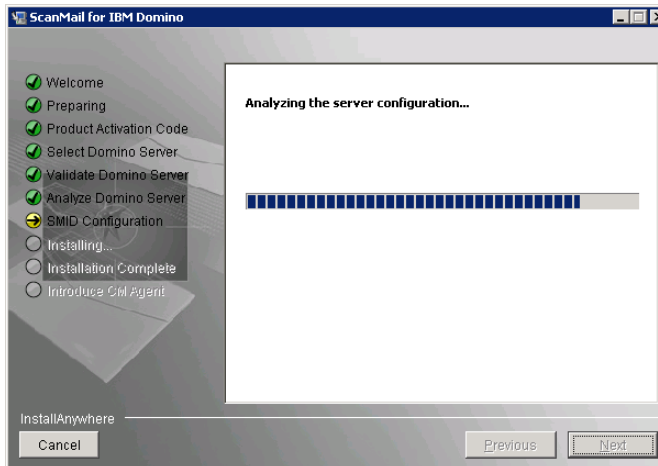 ScanMail for IBM Domino
Welcome
Preparing
Product Activation Code
Select Domino Server
Validate Domino Server
Analyze Domino Server
SMID Configuration
Installing...
Installation Complete
Introduce CM Agent
Analyzing the server configuration...
InstallAnywhere
Cancel
Previous
Next